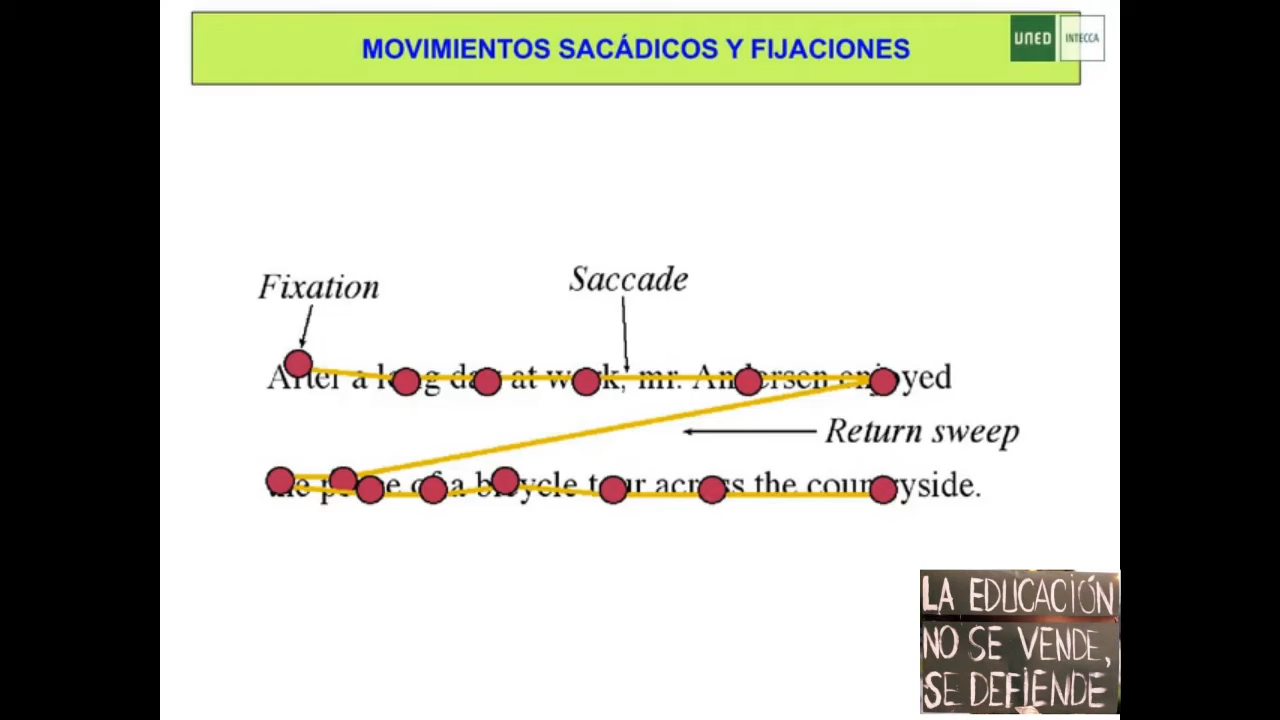 MOVIMIENTOS SACÁDICOS Y FIJACIONES
UNED
INTECCA
Fixation
Saccade
After a long day at work, mr. Andersen enjoyed
Return sweep
the peace of a bicycle tour across the countryside.
LA EDUCACIÓN
NO SE VENDE,
SE DEFIENDE